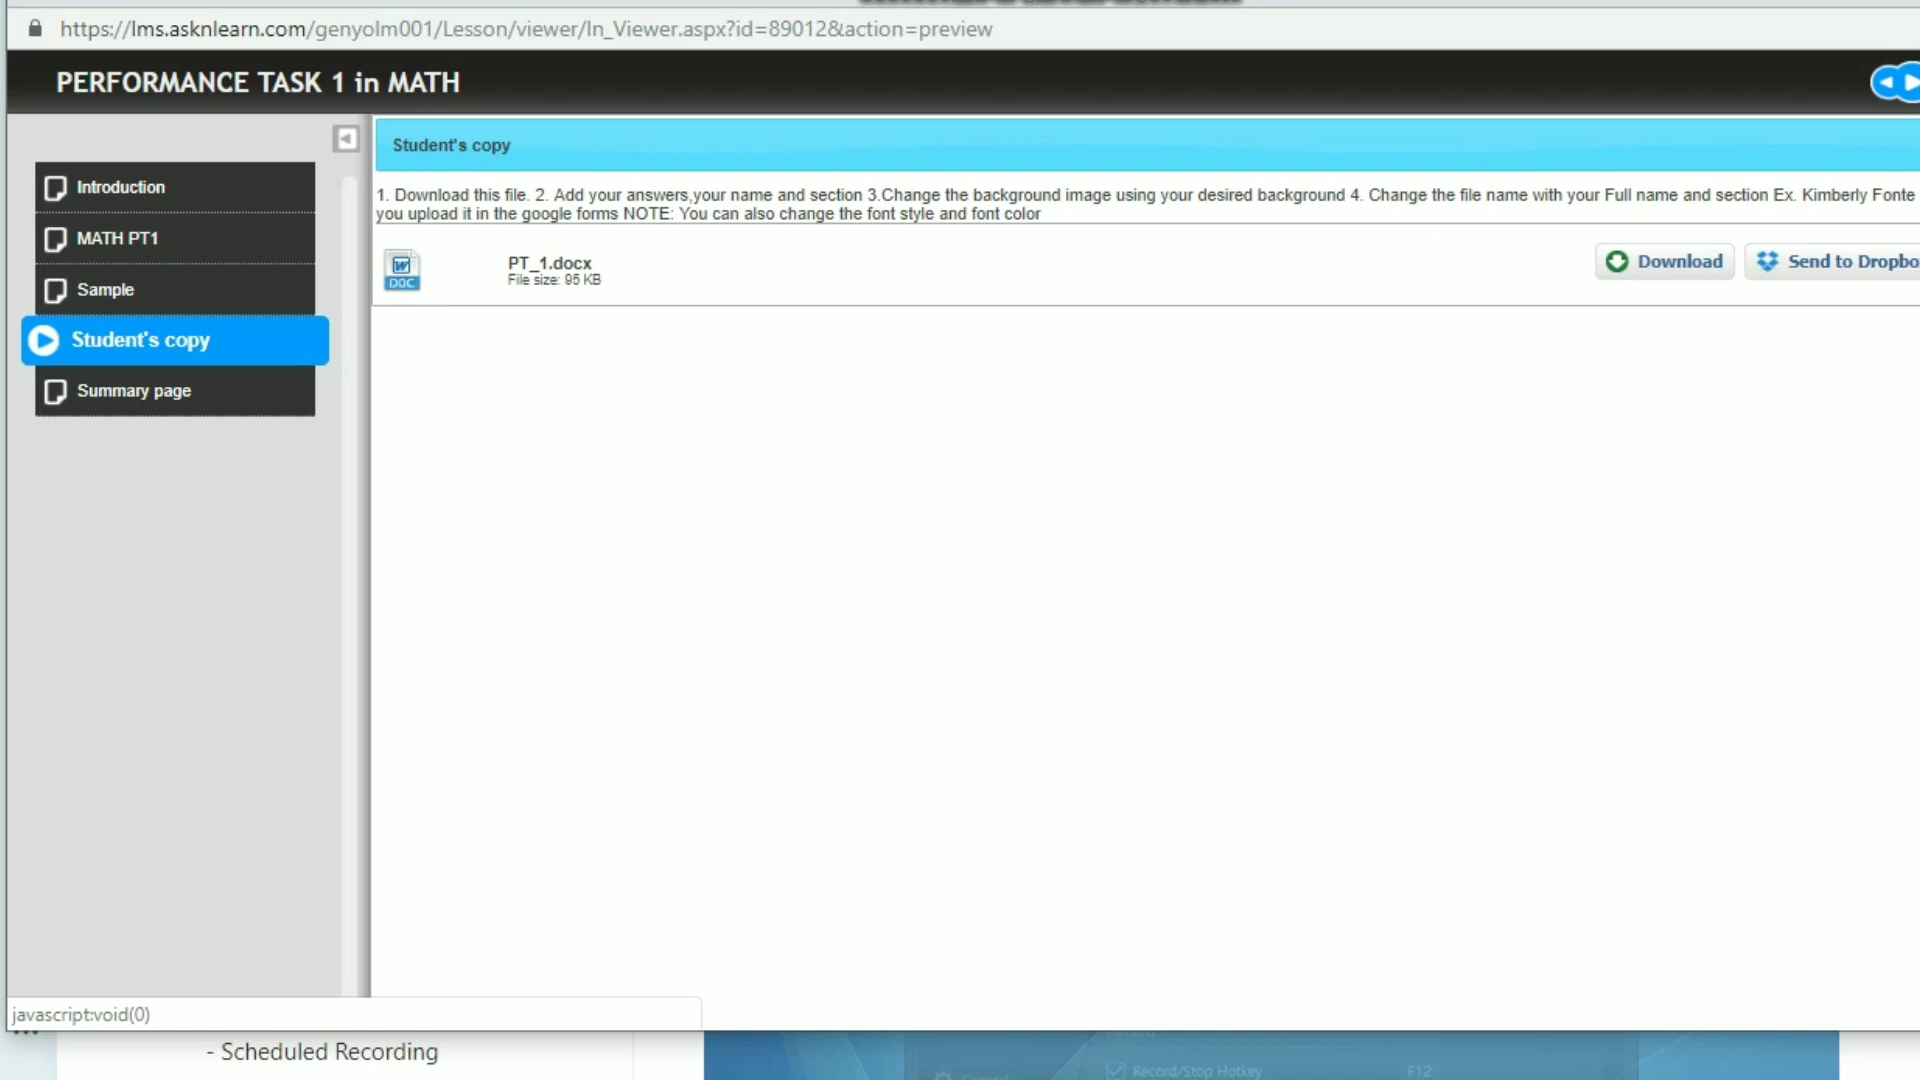 https://lms.asknlearn.com/genyolm001/Lesson/viewer/ln_Viewer.aspx?id=89012&action=preview
PERFORMANCE TASK 1 in MATH
Student's copy
Introduction
MATH PT1
Sample
Student's copy
Summary page
1. Download this file. 2. Add your answers,your name and section 3.Change the background image using your desired background 4. Change the file name with your Full name and section Ex. Kimberly Fonte
you upload it in the google forms NOTE: You can also change the font style and font color
DOC
PT_1.docx
File size: 95 KB
Download
Send to Dropbo
javascript:void(0)
- Scheduled Recording
Record/Stop Hotkey F12